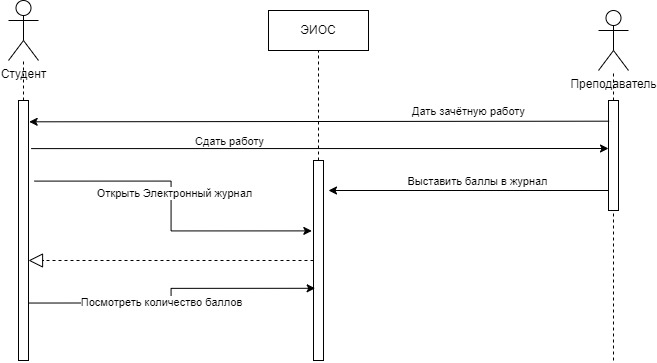 ЭИОС
Студент
Преподаватель
Дать зачётную работу
Сдать работу
Выставить баллы в журнал
Открыть Электронный журнал
Посмотреть количество баллов